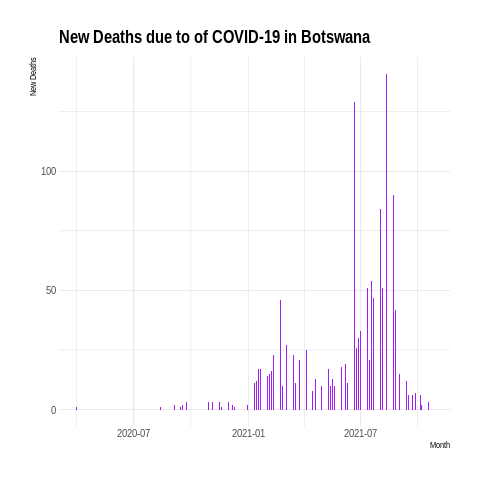 New Deaths due to of COVID-19 in Botswana
New Deaths
100
50
0
2020-07
2021-01
2021-07
Month